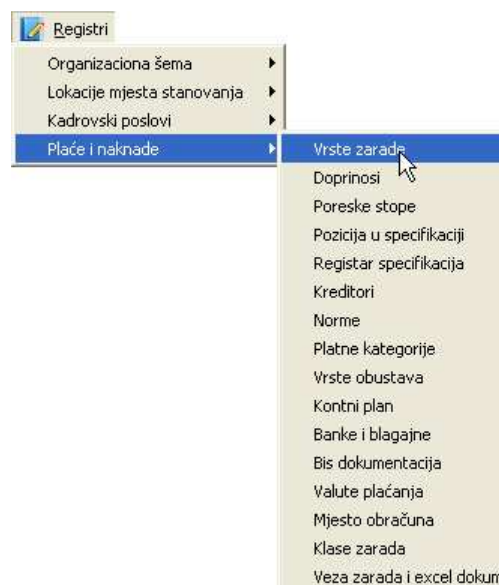 Registri
Organizaciona šema
Lokacije mjesta stanovanja
Kadrovski poslovi
Plaće i naknade
Vrste zarade
Doprinosi
Poreske stope
Pozicija u specifikaciji
Registar specifikacija
Kreditori
Norme
Platne kategorije
Vrste obustava
Kontni plan
Banke i blagajne
Bis dokumentacija
Valute plaćanja
Mjesto obračuna
Klase zarada
Veza zarada i excel dokum